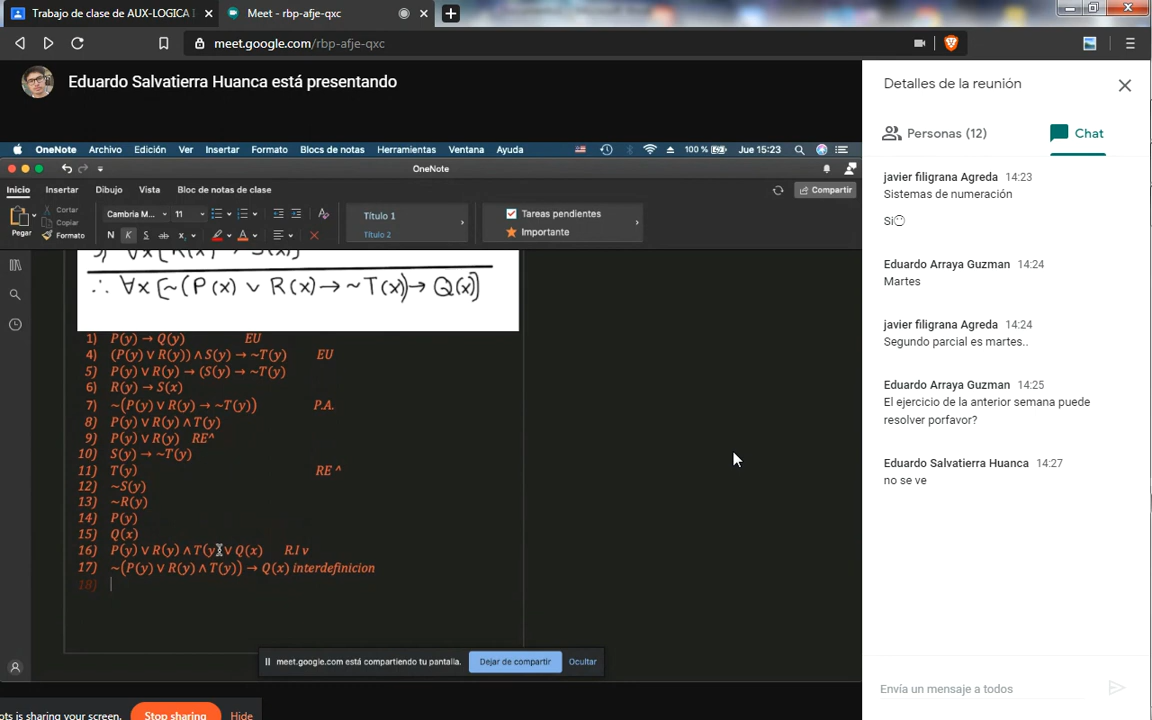 Trabajo de clase de AUX-LOGICA I
Meet - rbp-afje-qxc
meet.google.com/rbp-afje-qxc
Eduardo Salvatierra Huanca está presentando
OneNote Archivo Edición Ver Insertar Formato Blocs de notas Herramientas Ventana Ayuda 100 % Jue 15:23
OneNote
Inicio Insertar Dibujo Vista Bloc de notas de clase Compartir
Pegar Cortar Copiar Formato
Cambria M... 11
N K S ab x
Título 1
Título 2
Tareas pendientes
Importante
∴ ∀x [~(P(x) ∨ R(x) → ~T(x)) → Q(x)]
1) P(y) → Q(y) EU
4) (P(y) ∨ R(y)) ∧ S(y) → ~T(y) EU
5) P(y) ∨ R(y) → (S(y) → ~T(y)
6) R(y) → S(x)
7) ~(P(y) ∨ R(y) → ~T(y)) P.A.
8) P(y) ∨ R(y) ∧ T(y)
9) P(y) ∨ R(y) RE^
10) S(y) → ~T(y)
11) T(y) RE ^
12) ~S(y)
13) ~R(y)
14) P(y)
15) Q(x)
16) P(y) ∨ R(y) ∧ T(y) ∨ Q(x) R.I v
17) ~(P(y) ∨ R(y) ∧ T(y)) → Q(x) interdefinicion
18)
meet.google.com está compartiendo tu pantalla. Dejar de compartir Ocultar
ots is sharing your screen. Stop sharing Hide
Detalles de la reunión
Personas (12) Chat
javier filigrana Agreda 14:23
Sistemas de numeración
Si
Eduardo Arraya Guzman 14:24
Martes
javier filigrana Agreda 14:24
Segundo parcial es martes..
Eduardo Arraya Guzman 14:25
El ejercicio de la anterior semana puede
resolver porfavor?
Eduardo Salvatierra Huanca 14:27
no se ve
Envía un mensaje a todos